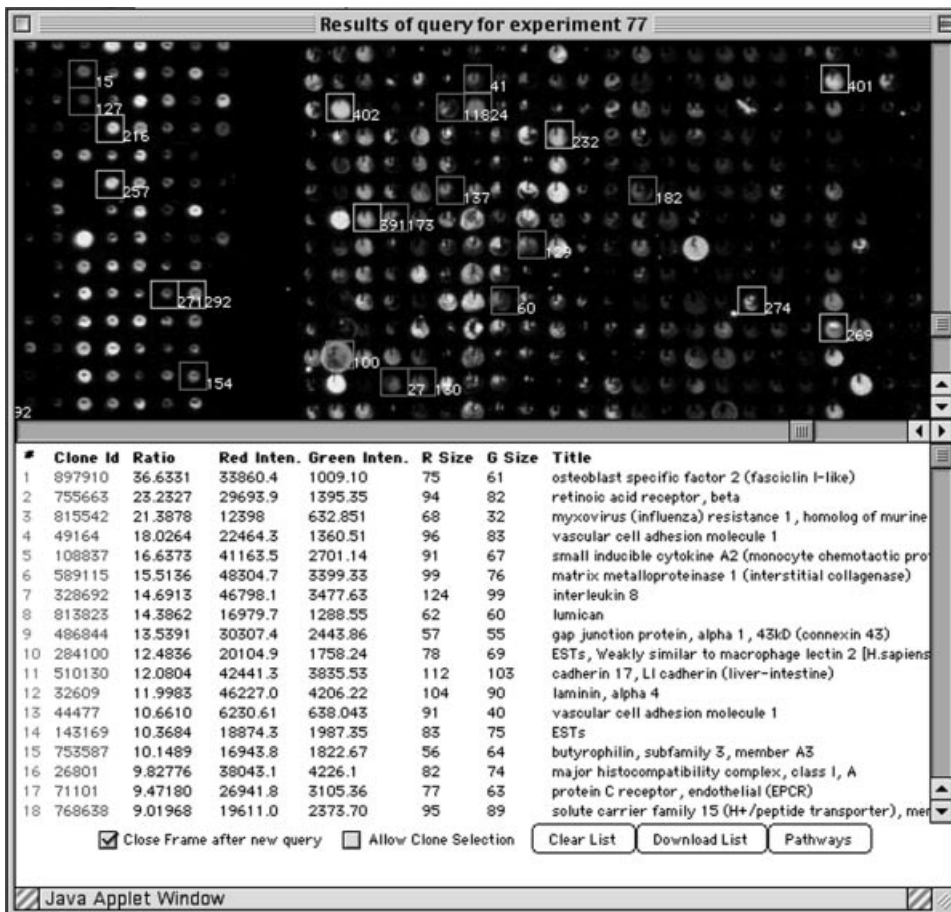 Results of query for experiment 77
15
41
401
127
402
11824
216
232
257
137
182
391173
129
271292
60
274
269
100
154
27 130
92
# Clone Id Ratio Red Inten. Green Inten. R Size G Size Title
1 897910 36.6331 33860.4 1009.10 75 61 osteoblast specific factor 2 (fasciclin I-like)
2 755663 23.2327 29693.9 1395.35 94 82 retinoic acid receptor, beta
3 815542 21.3878 12398 632.851 68 32 myxovirus (influenza) resistance 1, homolog of murine
4 49164 18.0264 22464.3 1360.51 96 83 vascular cell adhesion molecule 1
5 108837 16.6373 41163.5 2701.14 91 67 small inducible cytokine A2 (monocyte chemotactic pro
6 589115 15.5136 48304.7 3399.33 99 76 matrix metalloproteinase 1 (interstitial collagenase)
7 328692 14.6913 46798.1 3477.63 124 99 interleukin 8
8 813823 14.3862 16979.7 1288.55 62 60 lumican
9 486844 13.5391 30307.4 2443.86 57 55 gap junction protein, alpha 1, 43kD (connexin 43)
10 284100 12.4836 20104.9 1758.24 78 69 ESTs, Weakly similar to macrophage lectin 2 [H.sapiens
11 510130 12.0804 42441.3 3835.53 112 103 cadherin 17, LI cadherin (liver-intestine)
12 32609 11.9983 46227.0 4206.22 104 90 laminin, alpha 4
13 44477 10.6610 6230.61 638.043 91 40 vascular cell adhesion molecule 1
14 143169 10.3684 18874.3 1987.35 83 75 ESTs
15 753587 10.1489 16943.8 1822.67 56 64 butyrophilin, subfamily 3, member A3
16 26801 9.82776 38043.1 4226.1 82 74 major histocompatibility complex, class I, A
17 71101 9.47180 26941.8 3105.36 77 63 protein C receptor, endothelial (EPCR)
18 768638 9.01968 19611.0 2373.70 95 89 solute carrier family 15 (H+/peptide transporter), mer
Close Frame after new query Allow Clone Selection Clear List Download List Pathways
Java Applet Window